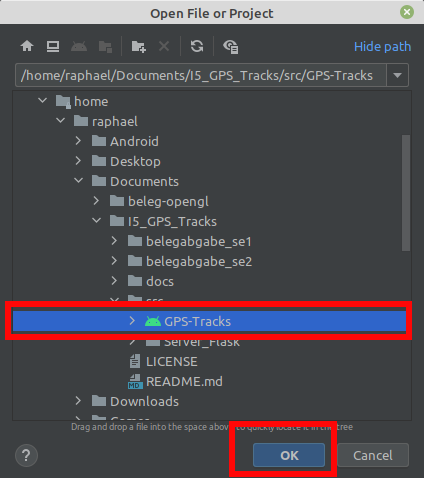 Open File or Project
Hide path
/home/raphael/Documents/I5_GPS_Tracks/src/GPS-Tracks
home
raphael
Android
Desktop
Documents
beleg-opengl
I5_GPS_Tracks
belegabgabe_se1
belegabgabe_se2
docs
src
GPS-Tracks
Server_Flask
LICENSE
MD
README.md
Downloads
Drag and drop a file into the space above to quickly locate it in the tree
?
OK
Cancel